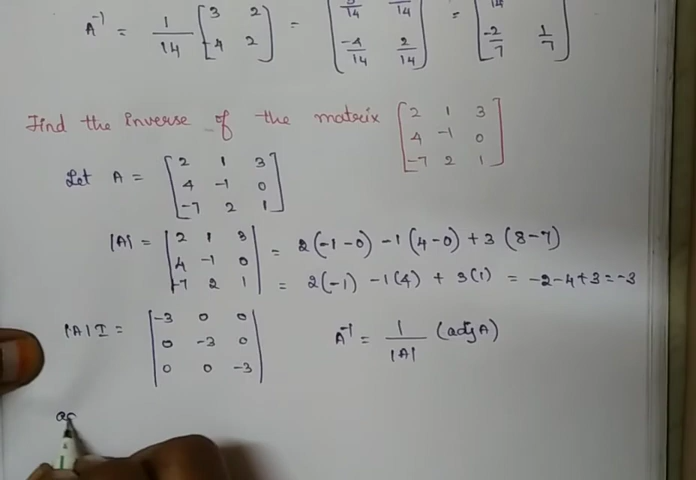 A⁻¹ = 1/14 [3 2; -4 2] = [3/14 /14; -4/14 2/14] = [/14; -2/7 1/7]
Find the inverse of the matrix [2 1 3; 4 -1 0; -7 2 1]
Let A = [2 1 3; 4 -1 0; -7 2 1]
|A| = |2 1 3; 4 -1 0; -7 2 1| = 2(-1-0) -1(4-0) +3(8-7)
= 2(-1) -1(4) + 3(1) = -2-4+3=-3
|A| I = |-3 0 0; 0 -3 0; 0 0 -3|
A⁻¹ = 1/|A| (adj A)